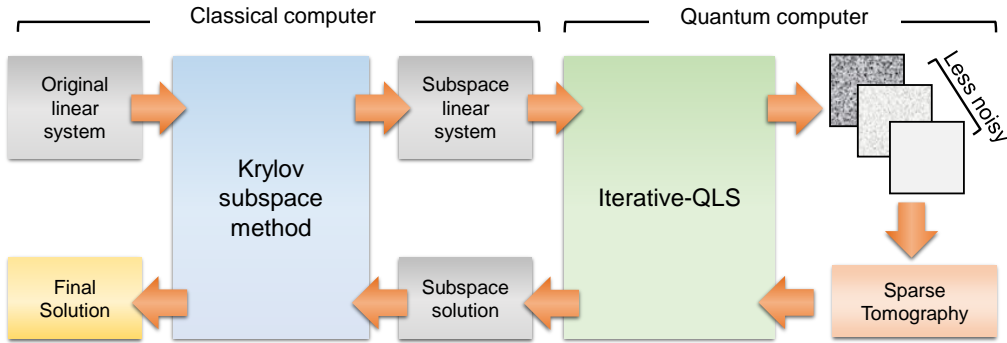 Classical computer
Quantum computer
Original
linear
system
Krylov
subspace
method
Subspace
linear
system
Iterative-QLS
Less noisy
Final
Solution
Subspace
solution
Sparse
Tomography